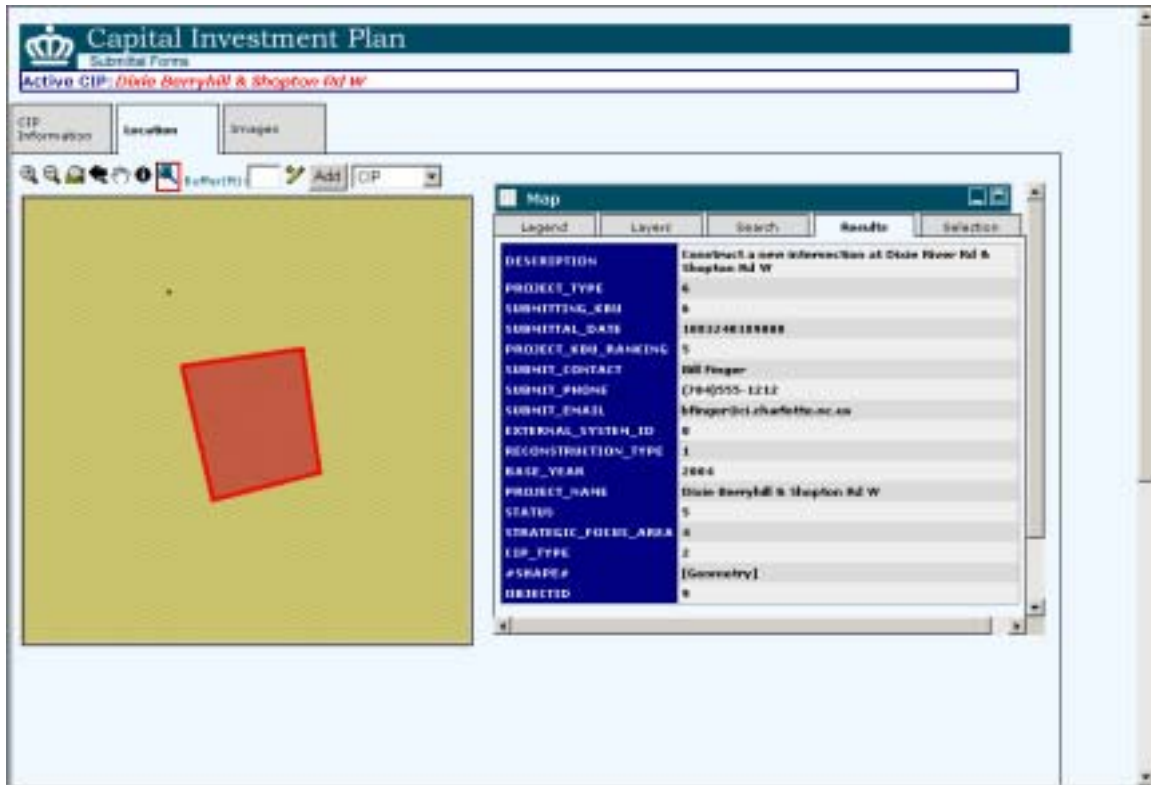 Capital Investment Plan
Submittal Forms
Active CIP: Dixie Berryhill & Shopton Rd W
CIP Information
Location
Images
Buffer(ft): Add CIP
Map
Legend Layers Search Results Selection
DESCRIPTION Construct a new intersection at Dixie River Rd &
Shopton Rd W
PROJECT_TYPE 6
SUBMITTING_KBU 6
SUBMITTAL_DATE
PROJECT_KBU_RANKING 5
SUBMIT_CONTACT Bill Finger
SUBMIT_PHONE (704)555-1212
SUBMIT_EMAIL bfinger@ci.charlotte.nc.us
EXTERNAL_SYSTEM_ID 0
RECONSTRUCTION_TYPE 1
BASE_YEAR 2004
PROJECT_NAME Dixie Berryhill & Shopton Rd W
STATUS 5
STRATEGIC_FOCUS_AREA 4
CIP_TYPE 2
#SHAPE# [Geometry]
OBJECTID 9